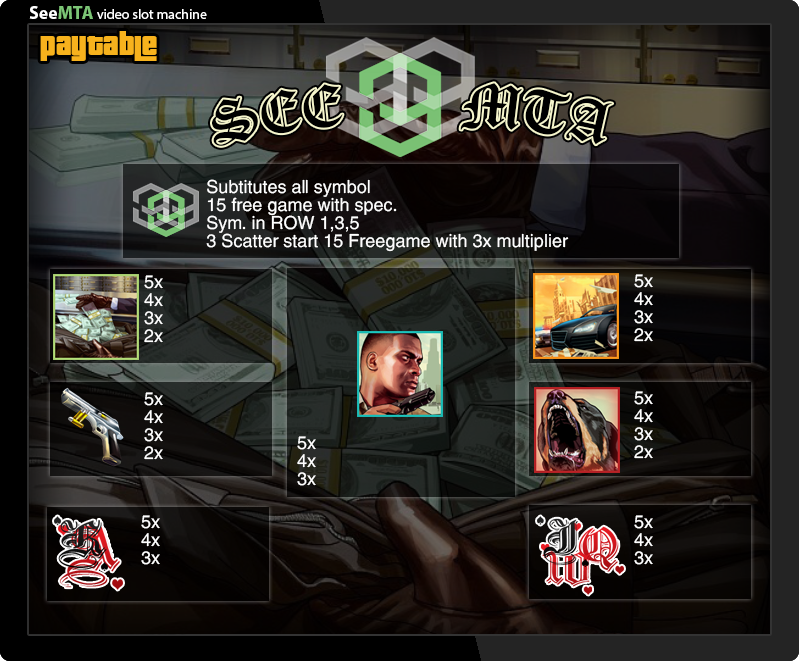 SeeMTA video slot machine
paytable
SEE MTA
Subtitutes all symbol
15 free game with spec.
Sym. in ROW 1,3,5
3 Scatter start 15 Freegame with 3x multiplier
5x
4x
3x
2x
5x
4x
3x
2x
5x
4x
3x
5x
4x
3x
2x
5x
4x
3x
2x
K A
5x
4x
3x
J Q
5x
4x
3x